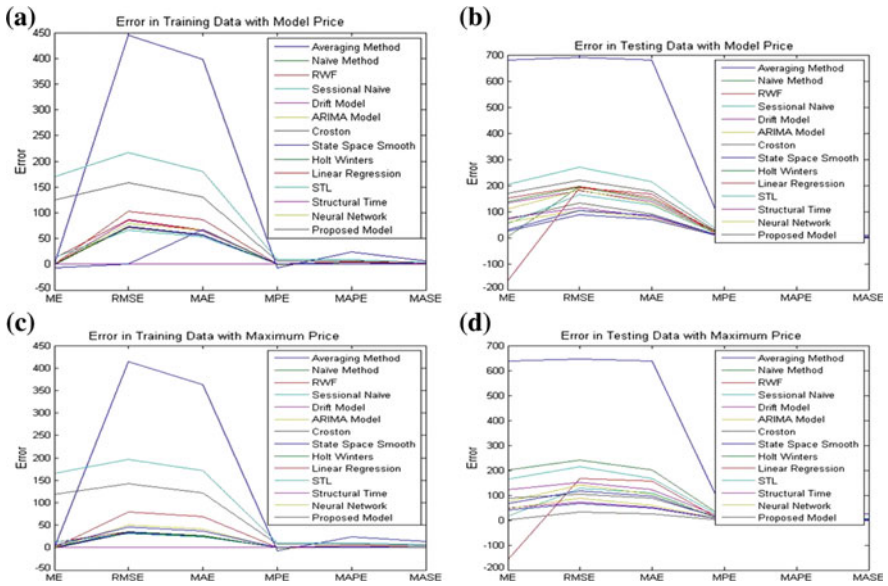 (a)
Error in Training Data with Model Price
Error
450
400
350
300
250
200
150
100
50
0
-50
ME RMSE MAE MPE MAPE MASE
Averaging Method
Naive Method
RWF
Sessional Naive
Drift Model
ARIMA Model
Croston
State Space Smooth
Holt Winters
Linear Regression
STL
Structural Time
Neural Network
Proposed Model
(b)
Error in Testing Data with Model Price
Error
700
600
500
400
300
200
100
0
-100
-200
ME RMSE MAE MPE MAPE MASE
Averaging Method
Naive Method
RWF
Sessional Naive
Drift Model
ARIMA Model
Croston
State Space Smooth
Holt Winters
Linear Regression
STL
Structural Time
Neural Network
Proposed Model
(c)
Error in Training Data with Maximum Price
Error
450
400
350
300
250
200
150
100
50
0
-50
ME RMSE MAE MPE MAPE MASE
Averaging Method
Naive Method
RWF
Sessional Naive
Drift Model
ARIMA Model
Croston
State Space Smooth
Holt Winters
Linear Regression
STL
Structural Time
Neural Network
Proposed Model
(d)
Error in Testing Data with Maximum Price
Error
700
600
500
400
300
200
100
0
-100
-200
ME RMSE MAE MPE MAPE MASE
Averaging Method
Naive Method
RWF
Sessional Naive
Drift Model
ARIMA Model
Croston
State Space Smooth
Holt Winters
Linear Regression
STL
Structural Time
Neural Network
Proposed Model